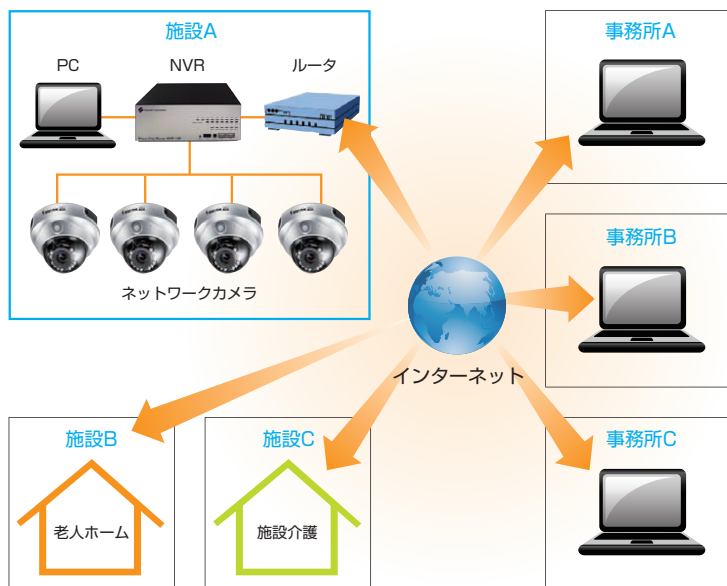 施設A
PC
NVR
ルータ
ネットワークカメラ
インターネット
事務所A
事務所B
事務所C
施設B
老人ホーム
施設C
施設介護